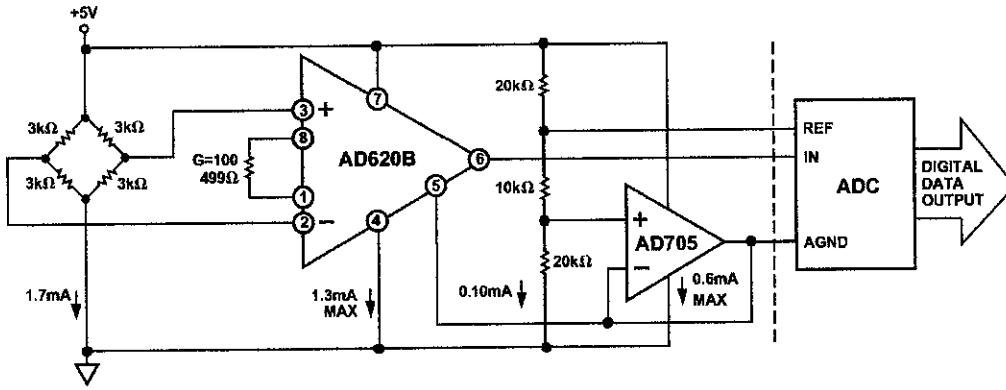 +5V
3kΩ 3kΩ
3kΩ 3kΩ
1.7mA
3 +
8
G=100
499Ω
1
2 −
7
AD620B
6
5
4
1.3mA
MAX
20kΩ
10kΩ
20kΩ
0.10mA
+
AD705
−
0.6mA
MAX
REF
IN
ADC
AGND
DIGITAL
DATA
OUTPUT